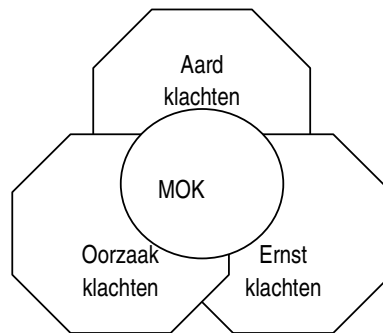 Aard
klachten
MOK
Oorzaak
klachten
Ernst
klachten